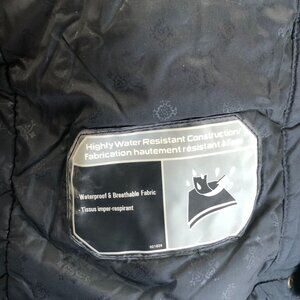 Highly Water Resistant Construction
Fabrication hautement résistant à l'eau
- Waterproof & Breathable Fabric
- Tissus imper-respirant